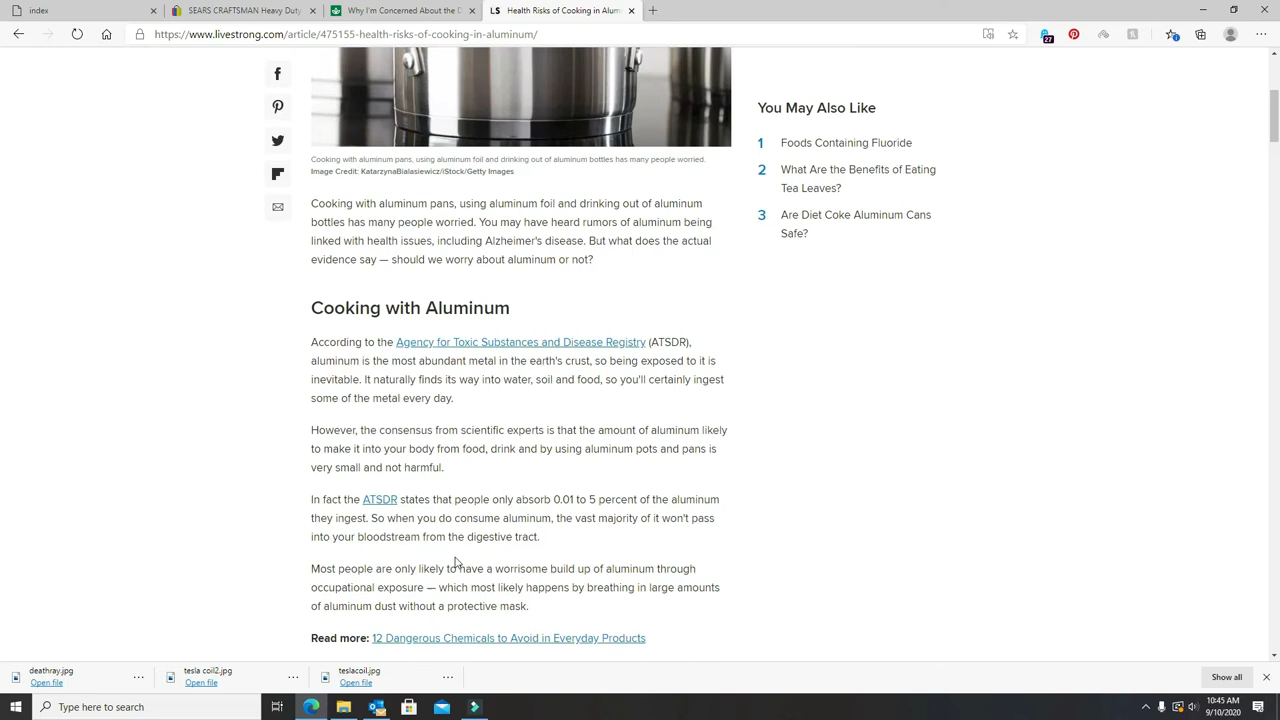 index
SEARS CRAFTSMAN Heavy Duty
Why I'm Concerned about the D
LS Health Risks of Cooking in Alum
https://www.livestrong.com/article/475155-health-risks-of-cooking-in-aluminum/
27
You May Also Like
1 Foods Containing Fluoride
2 What Are the Benefits of Eating
Tea Leaves?
3 Are Diet Coke Aluminum Cans
Safe?
Cooking with aluminum pans, using aluminum foil and drinking out of aluminum bottles has many people worried.
Image Credit: KatarzynaBialasiewicz/iStock/Getty Images
Cooking with aluminum pans, using aluminum foil and drinking out of aluminum
bottles has many people worried. You may have heard rumors of aluminum being
linked with health issues, including Alzheimer's disease. But what does the actual
evidence say — should we worry about aluminum or not?
Cooking with Aluminum
According to the Agency for Toxic Substances and Disease Registry (ATSDR),
aluminum is the most abundant metal in the earth's crust, so being exposed to it is
inevitable. It naturally finds its way into water, soil and food, so you'll certainly ingest
some of the metal every day.
However, the consensus from scientific experts is that the amount of aluminum likely
to make it into your body from food, drink and by using aluminum pots and pans is
very small and not harmful.
In fact the ATSDR states that people only absorb 0.01 to 5 percent of the aluminum
they ingest. So when you do consume aluminum, the vast majority of it won't pass
into your bloodstream from the digestive tract.
Most people are only likely to have a worrisome build up of aluminum through
occupational exposure — which most likely happens by breathing in large amounts
of aluminum dust without a protective mask.
Read more: 12 Dangerous Chemicals to Avoid in Everyday Products
deathray.jpg
Open file
tesla coil2.jpg
Open file
teslacoil.jpg
Open file
Show all
Type here to search
10:45 AM
9/10/2020